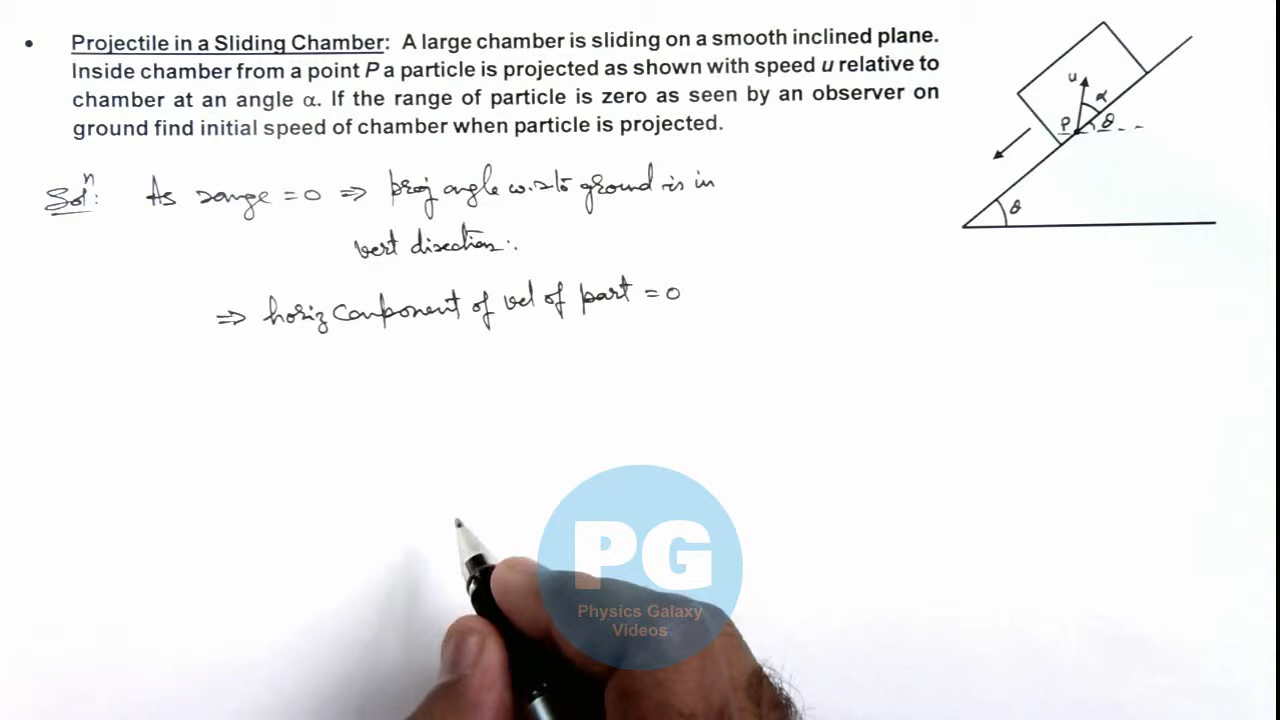 • Projectile in a Sliding Chamber: A large chamber is sliding on a smooth inclined plane.
Inside chamber from a point P a particle is projected as shown with speed u relative to
chamber at an angle α. If the range of particle is zero as seen by an observer on
ground find initial speed of chamber when particle is projected.
u
α
P
θ
θ
Solⁿ: As range = 0 ⇒ proj angle w.r.to ground is in
vert direction.
⇒ horiz component of vel of part = 0
PG
Physics Galaxy
Videos